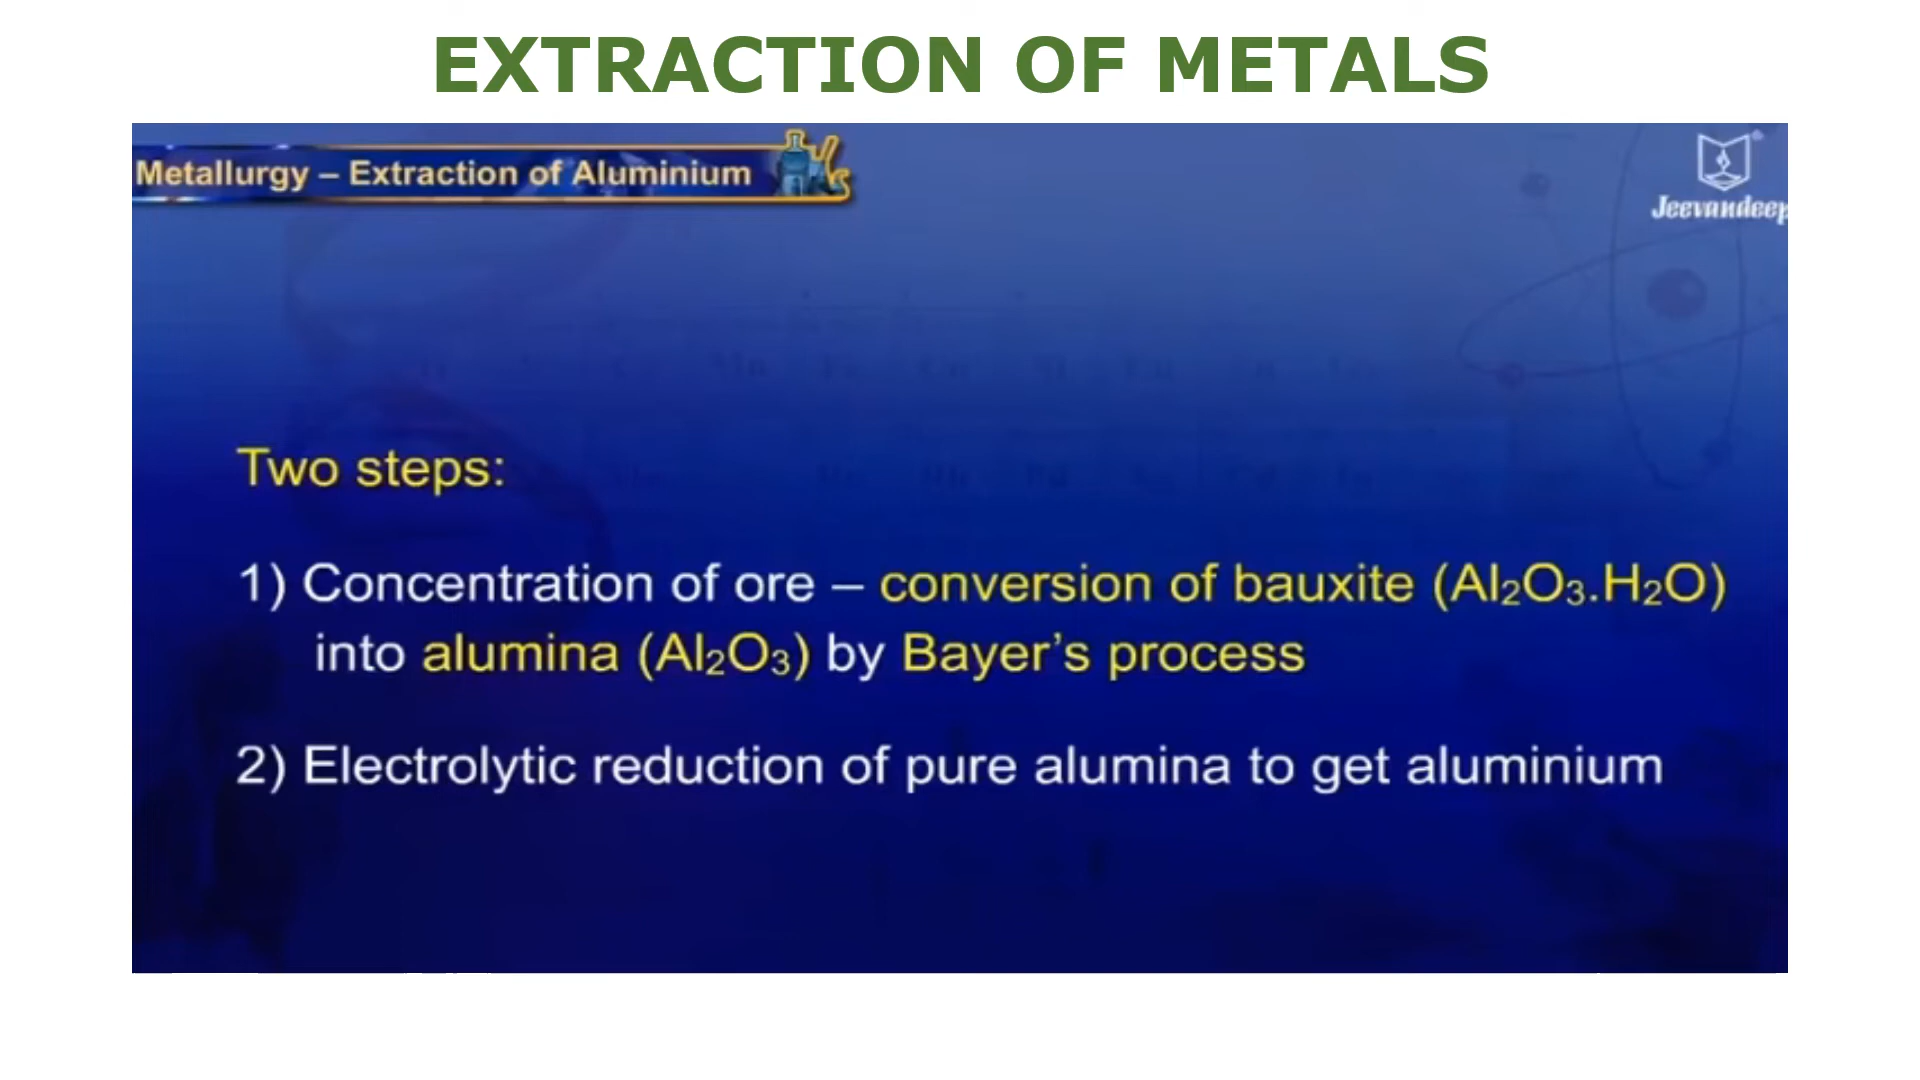 EXTRACTION OF METALS
Metallurgy – Extraction of Aluminium
Jeevandeep
Two steps:
1) Concentration of ore – conversion of bauxite (Al₂O₃.H₂O)
into alumina (Al₂O₃) by Bayer’s process
2) Electrolytic reduction of pure alumina to get aluminium